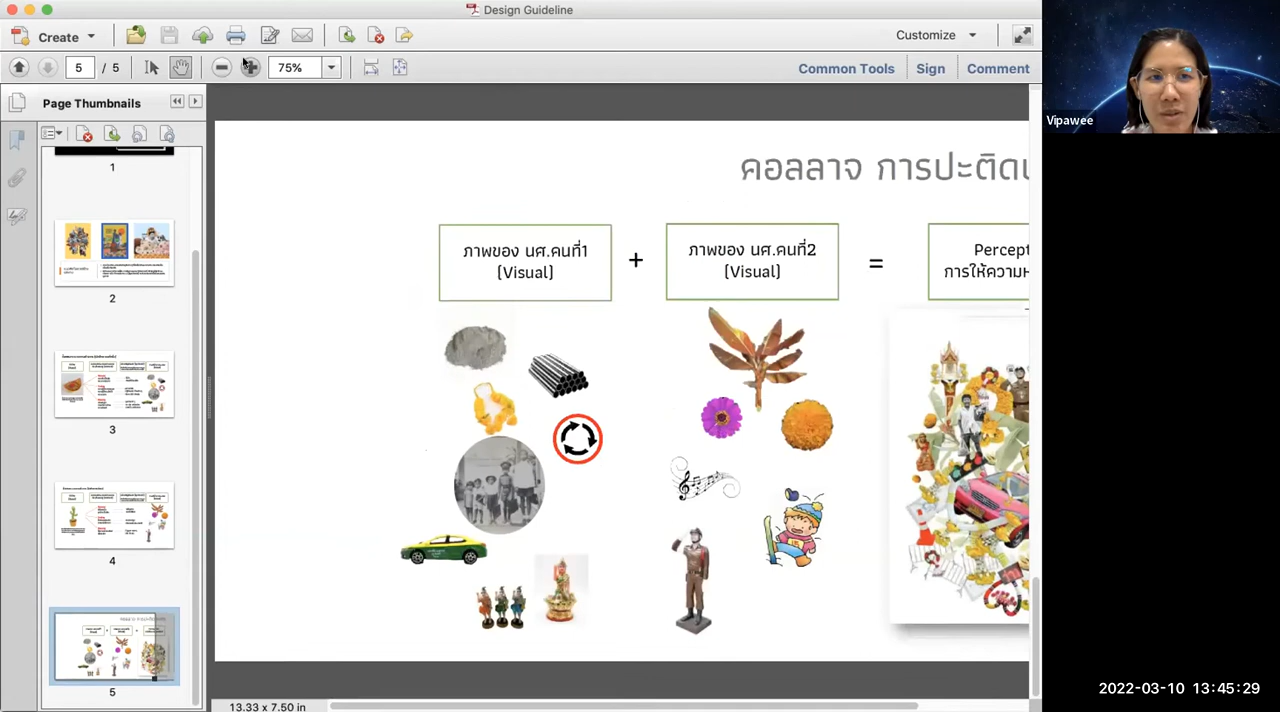 Design Guideline
Create
Customize
5 / 5
75%
Common Tools
Sign
Comment
Page Thumbnails
1
2
3
4
5
คอลลาจ การปะติด
ภาพของ นศ.คนที่1
(Visual)
+
ภาพของ นศ.คนที่2
(Visual)
=
Percept
การให้ความห
13.33 x 7.50 in
Vipawee
2022-03-10 13:45:29